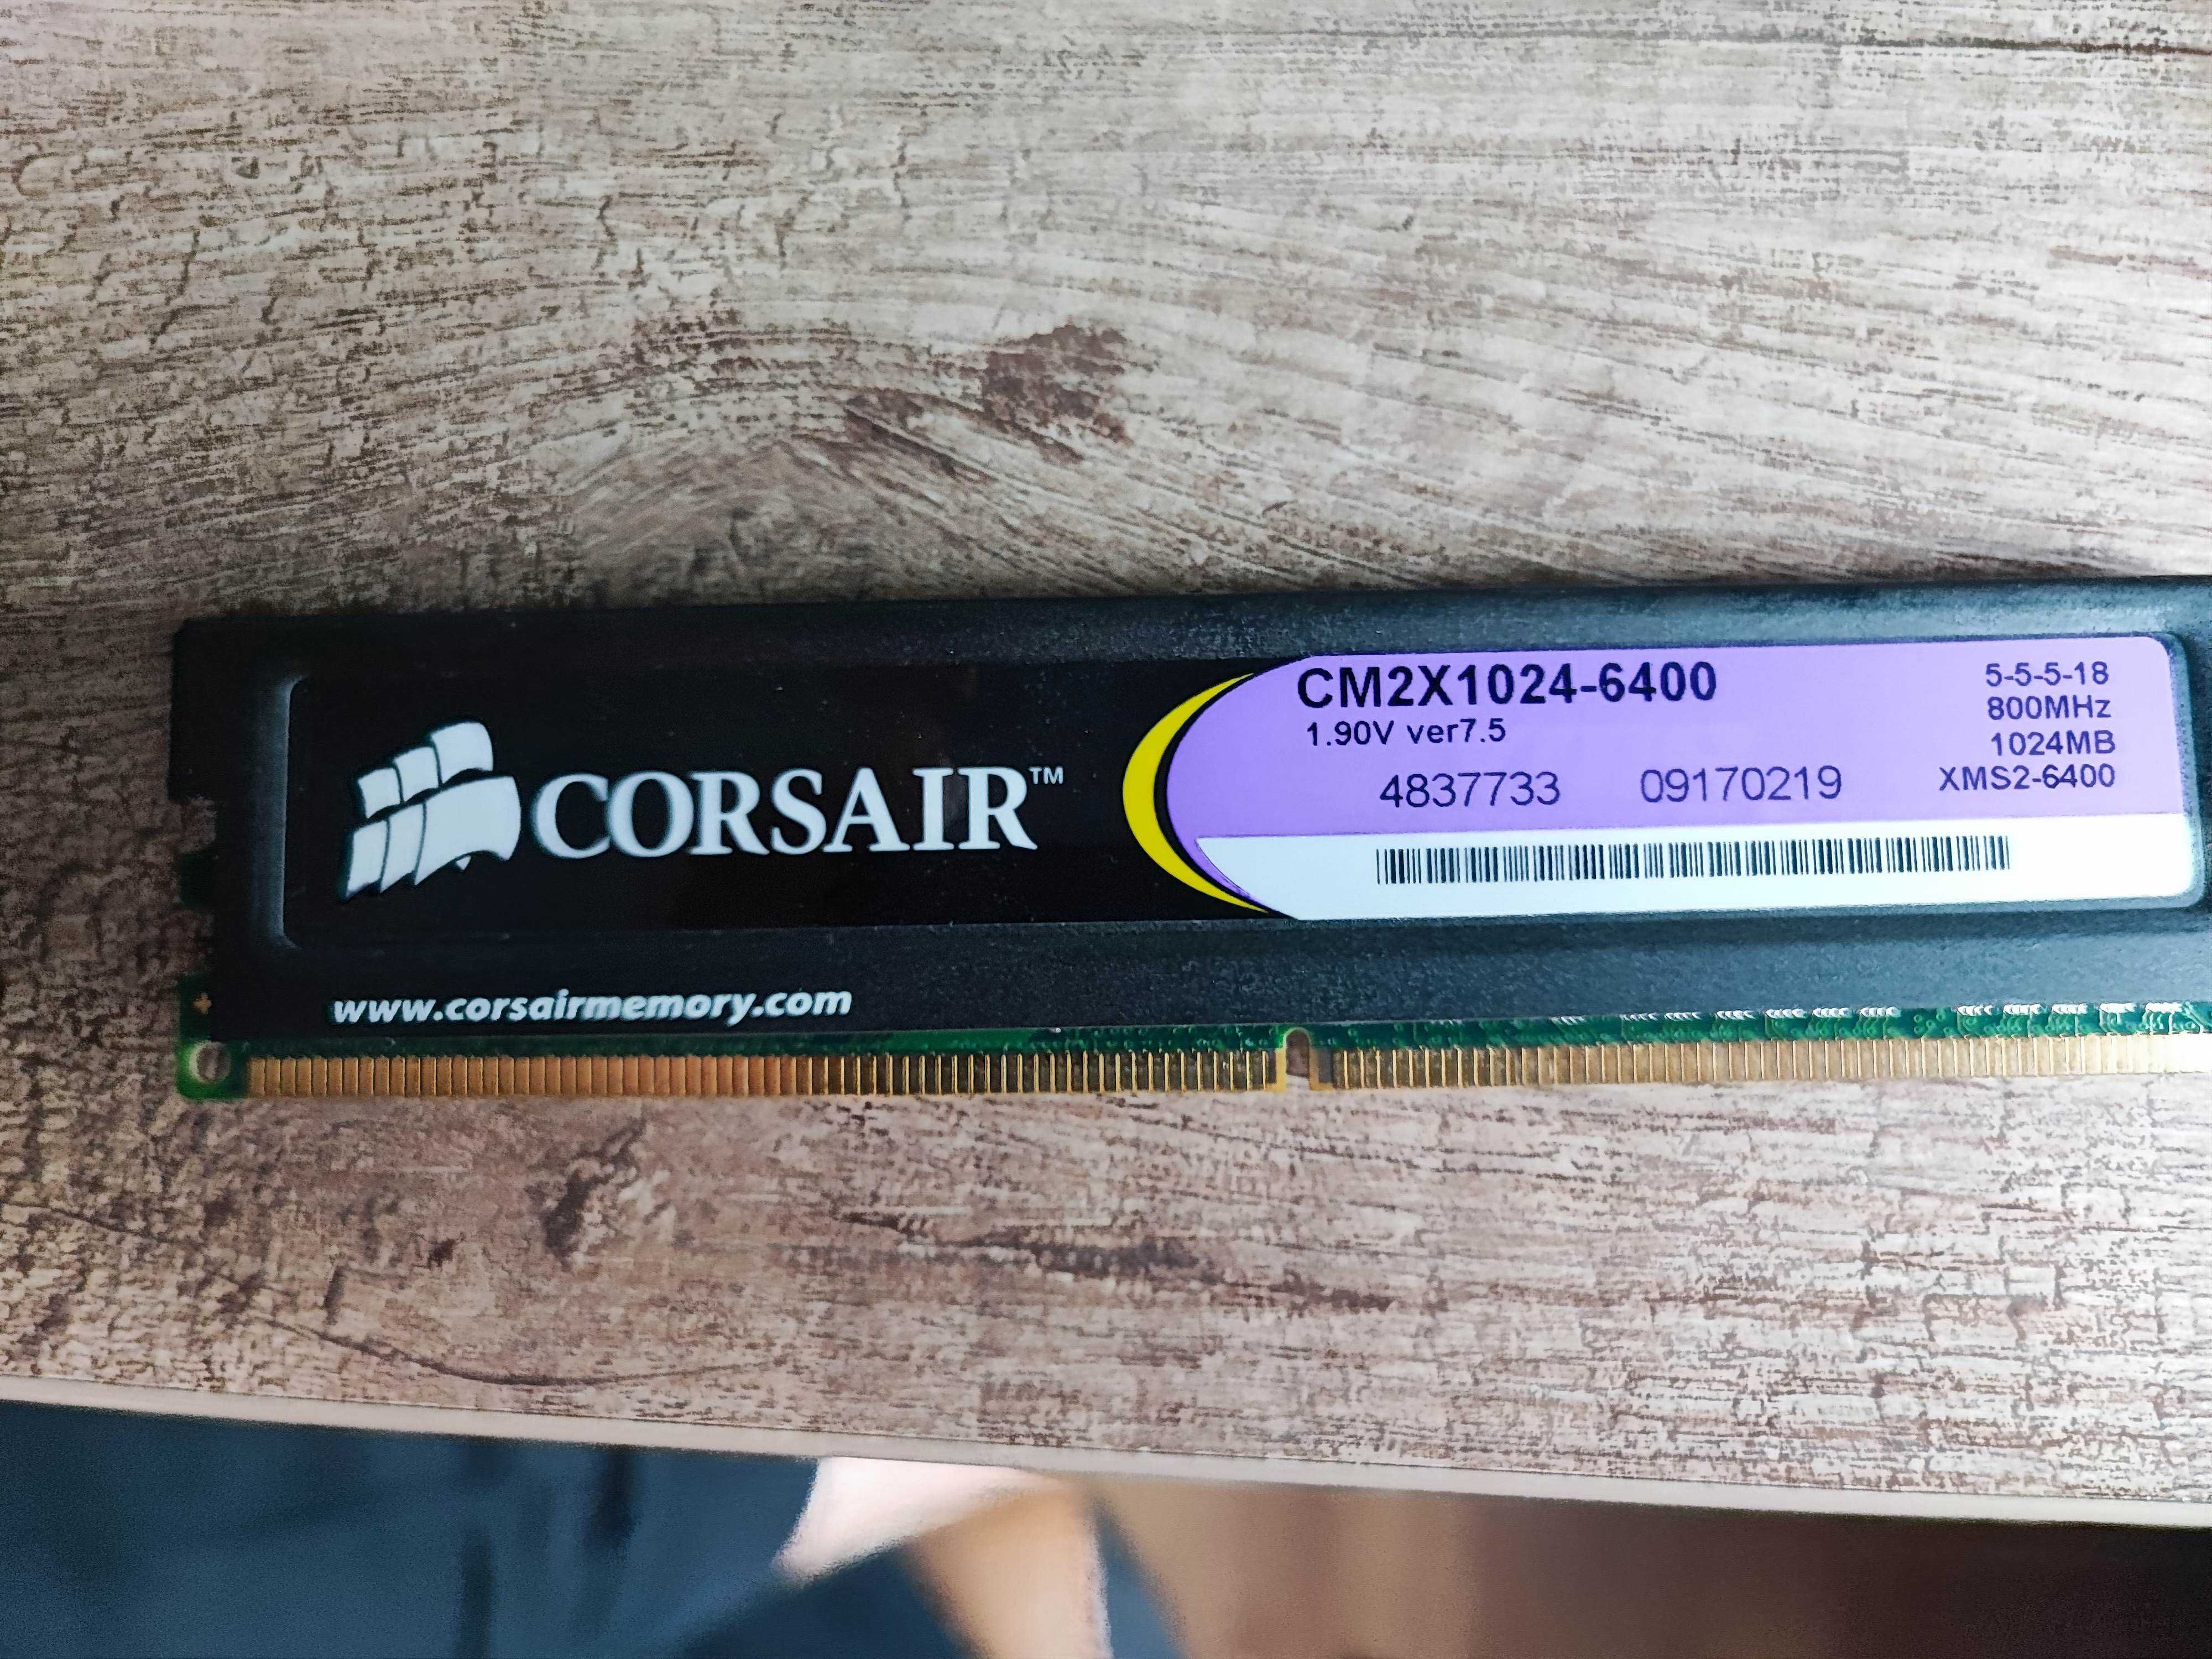 CORSAIR™
www.corsairmemory.com
CM2X1024-6400
1.90V ver7.5
4837733 09170219
5-5-5-18
800MHz
1024MB
XMS2-6400